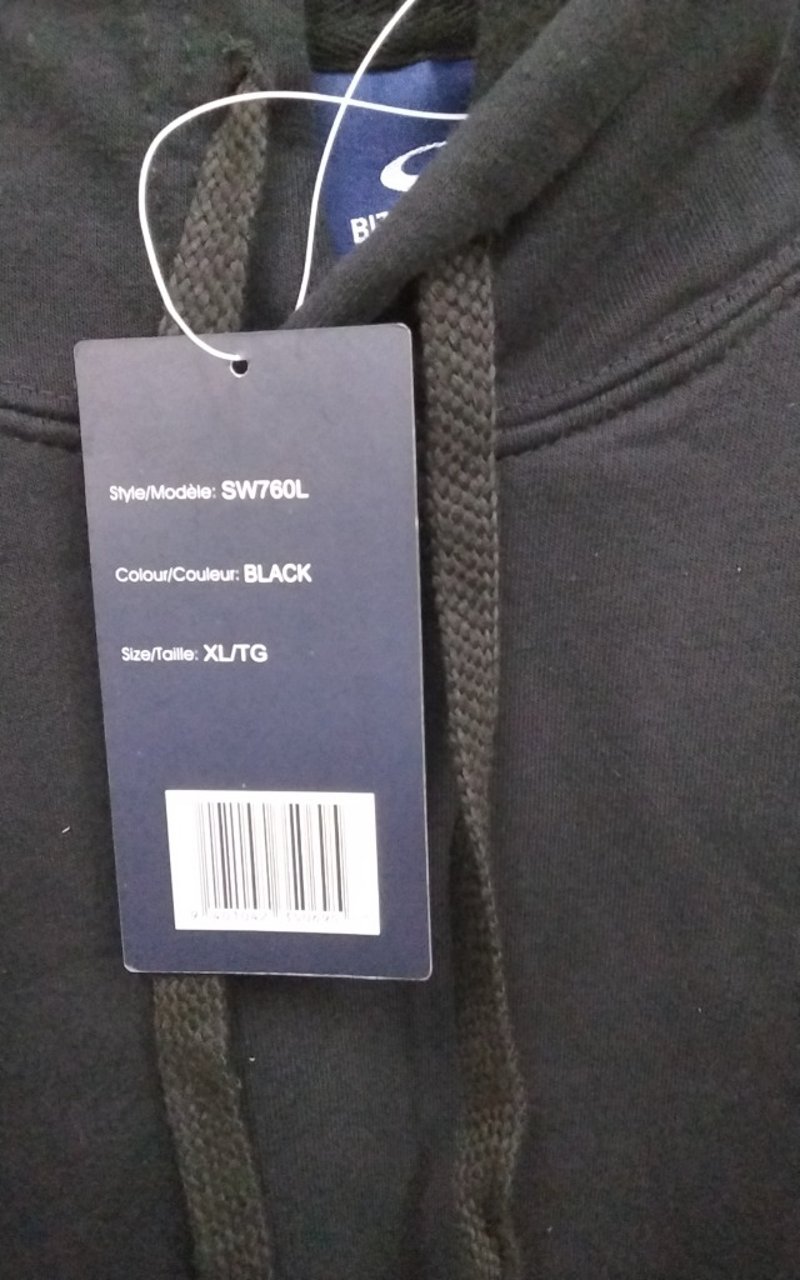 Style/Modèle: SW760L
Colour/Couleur: BLACK
Size/Taille: XL/TG